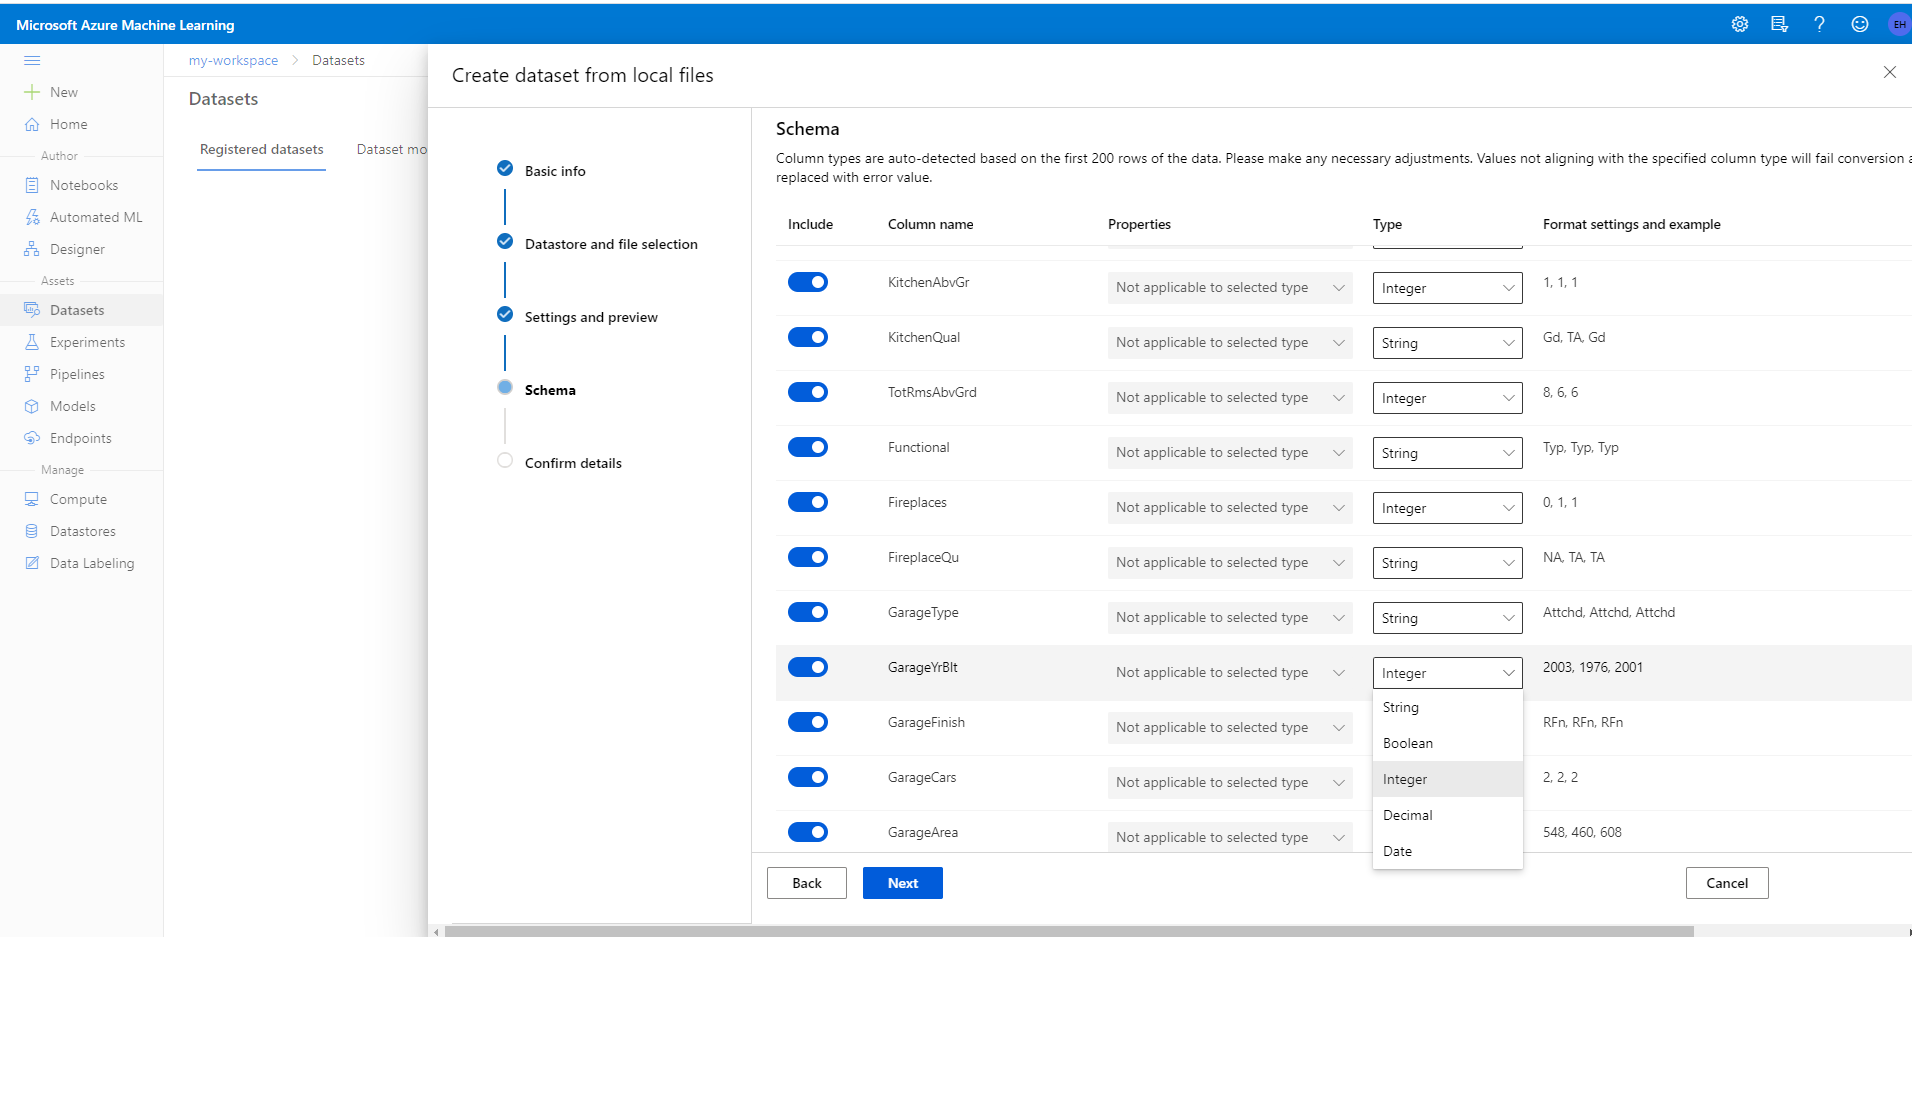 Microsoft Azure Machine Learning
EH
New
Home
Author
Notebooks
Automated ML
Designer
Assets
Datasets
Experiments
Pipelines
Models
Endpoints
Manage
Compute
Datastores
Data Labeling
my-workspace > Datasets
Datasets
Registered datasets Dataset mo
Create dataset from local files
Basic info
Datastore and file selection
Settings and preview
Schema
Confirm details
Schema
Column types are auto-detected based on the first 200 rows of the data. Please make any necessary adjustments. Values not aligning with the specified column type will fail conversion a
replaced with error value.
Include Column name Properties Type Format settings and example
KitchenAbvGr Not applicable to selected type Integer 1, 1, 1
KitchenQual Not applicable to selected type String Gd, TA, Gd
TotRmsAbvGrd Not applicable to selected type Integer 8, 6, 6
Functional Not applicable to selected type String Typ, Typ, Typ
Fireplaces Not applicable to selected type Integer 0, 1, 1
FireplaceQu Not applicable to selected type String NA, TA, TA
GarageType Not applicable to selected type String Attchd, Attchd, Attchd
GarageYrBlt Not applicable to selected type Integer 2003, 1976, 2001
String
GarageFinish Not applicable to selected type RFn, RFn, RFn
Boolean
GarageCars Not applicable to selected type Integer 2, 2, 2
Decimal
GarageArea Not applicable to selected type 548, 460, 608
Date
Back Next Cancel